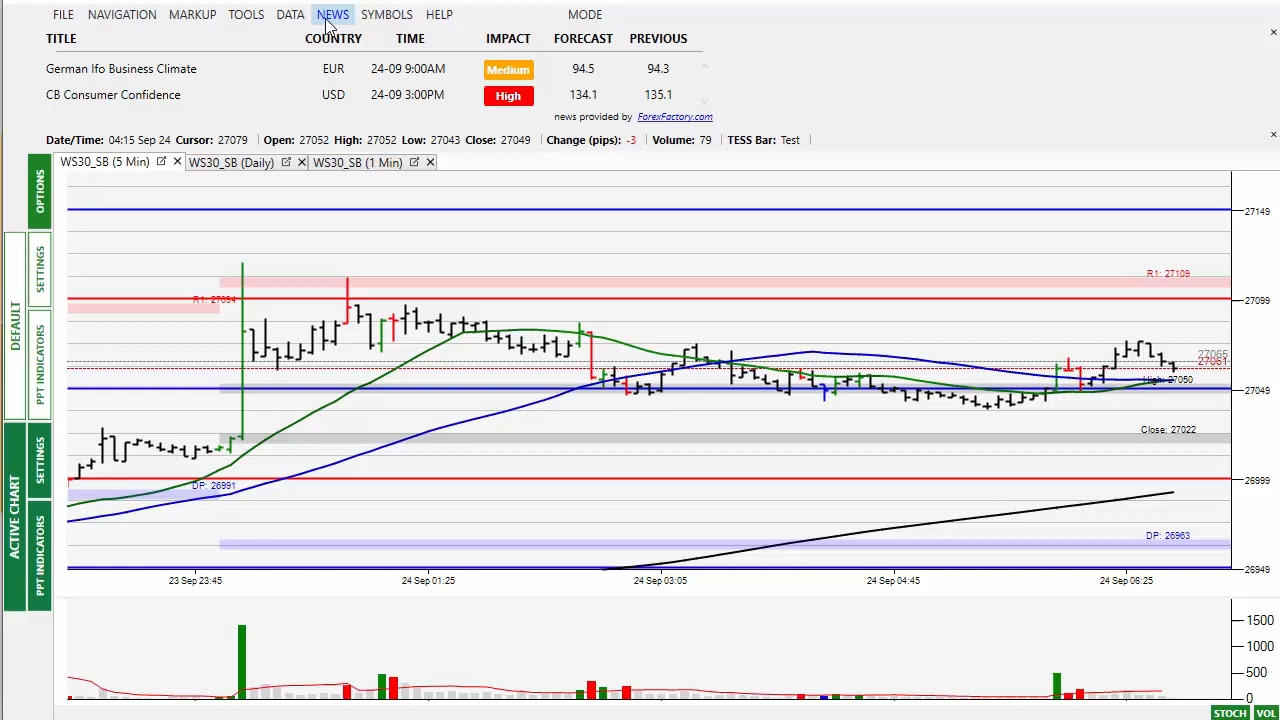 FILE NAVIGATION MARKUP TOOLS DATA NEWS SYMBOLS HELP MODE
TITLE COUNTRY TIME IMPACT FORECAST PREVIOUS
German Ifo Business Climate EUR 24-09 9:00AM Medium 94.5 94.3
CB Consumer Confidence USD 24-09 3:00PM High 134.1 135.1
news provided by ForexFactory.com
Date/Time: 04:15 Sep 24 Cursor: 27079 Open: 27052 High: 27052 Low: 27043 Close: 27049 Change (pips): -3 Volume: 79 TESS Bar: Test
WS30_SB (5 Min) WS30_SB (Daily) WS30_SB (1 Min)
OPTIONS
SETTINGS
DEFAULT
PPT INDICATORS
SETTINGS
ACTIVE CHART
PPT INDICATORS
27149
R1: 27109
R1: 27094
27099
27065
27061
High: 27050
27049
Close: 27022
26999
DP: 26991
DP: 26963
26949
23 Sep 23:45 24 Sep 01:25 24 Sep 03:05 24 Sep 04:45 24 Sep 06:25
1500
1000
500
0
STOCH VOL